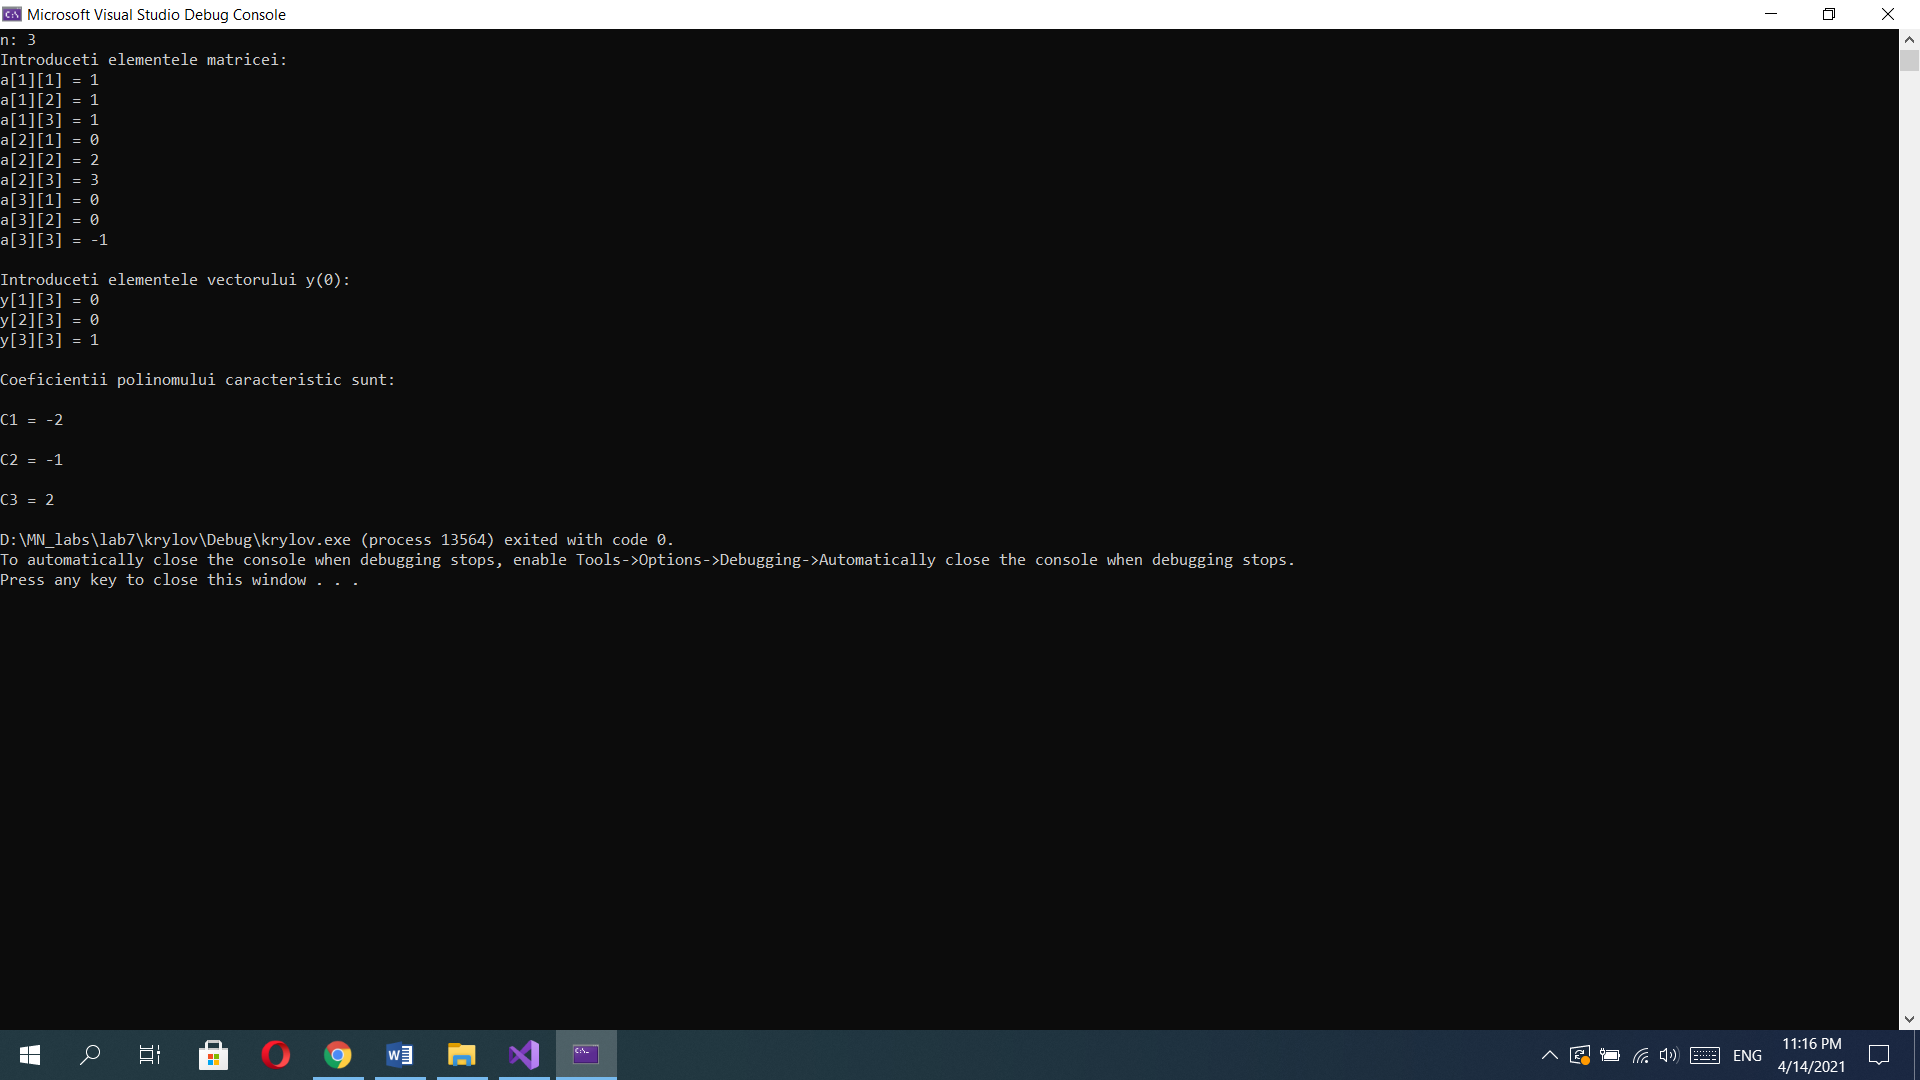 Microsoft Visual Studio Debug Console
n: 3
Introduceti elementele matricei:
a[1][1] = 1
a[1][2] = 1
a[1][3] = 1
a[2][1] = 0
a[2][2] = 2
a[2][3] = 3
a[3][1] = 0
a[3][2] = 0
a[3][3] = -1
Introduceti elementele vectorului y(0):
y[1][3] = 0
y[2][3] = 0
y[3][3] = 1
Coeficientii polinomului caracteristic sunt:
C1 = -2
C2 = -1
C3 = 2
D:\MN_labs\lab7\krylov\Debug\krylov.exe (process 13564) exited with code 0.
To automatically close the console when debugging stops, enable Tools->Options->Debugging->Automatically close the console when debugging stops.
Press any key to close this window . . .
ENG
11:16 PM
4/14/2021